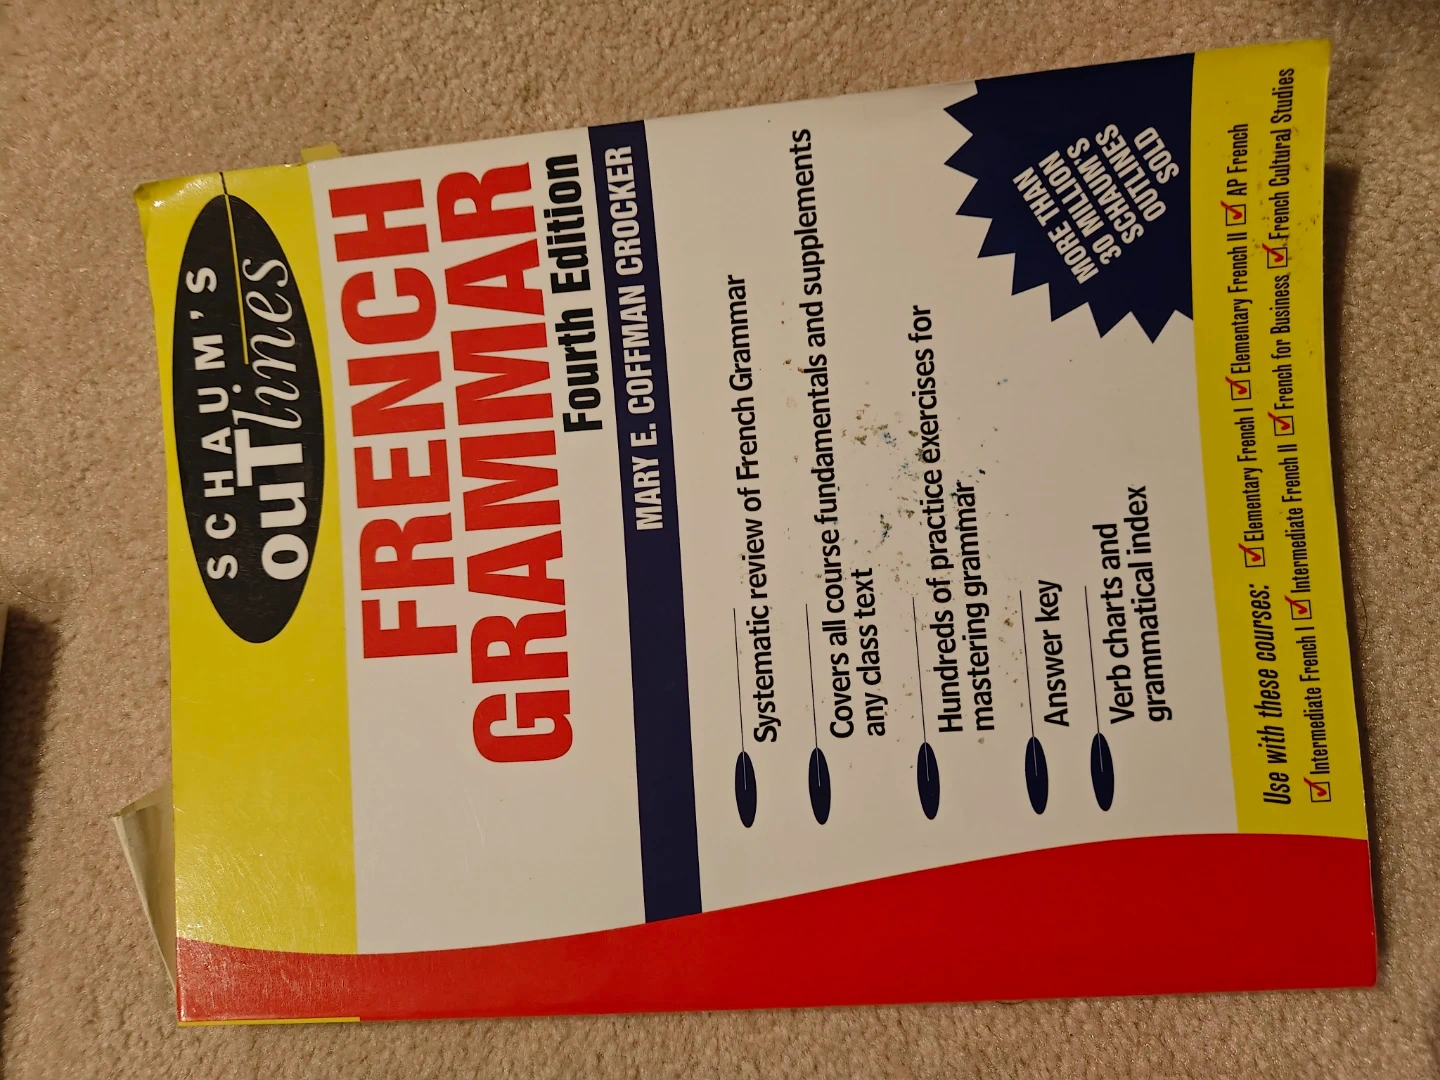 SCHAUM'S
ouTlines
FRENCH
GRAMMAR
Fourth Edition
MARY E. COFFMAN CROCKER
Systematic review of French Grammar
Covers all course fundamentals and supplements
any class text
Hundreds of practice exercises for
mastering grammar
Answer key
Verb charts and
grammatical index
MORE THAN
30 MILLION
SCHAUM'S
OUTLINES
SOLD
Use with these courses: ☑ Elementary French I ☑ Elementary French II ☑ AP French
☑ Intermediate French I ☑ Intermediate French II ☑ French for Business ☑ French Cultural Studies